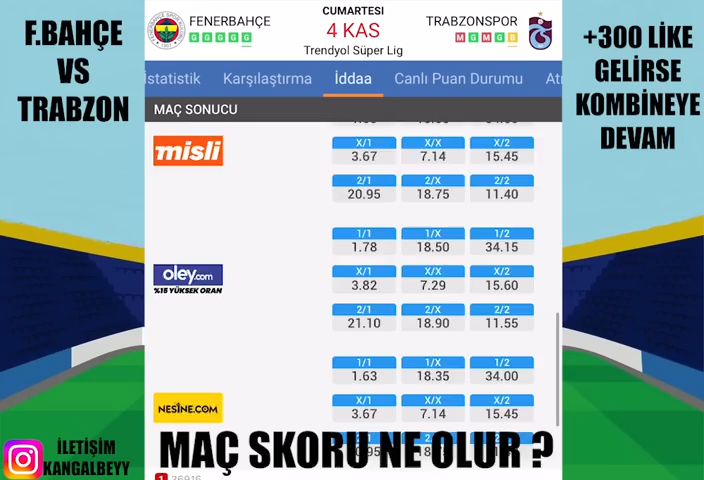 F.BAHÇE
VS
TRABZON
FENERBAHÇE
G G G G G
CUMARTESİ
4 KAS
Trendyol Süper Lig
TRABZONSPOR
M G M G B
+300 LİKE
GELİRSE
KOMBİNEYE
DEVAM
istatistik Karşılaştırma İddaa Canlı Puan Durumu
MAÇ SONUCU
misli
X/1 X/X X/2
3.67 7.14 15.45
2/1 2/X 2/2
20.95 18.75 11.40
oley.com
%15 YÜKSEK ORAN
1/1 1/X 1/2
1.78 18.50 34.15
X/1 X/X X/2
3.82 7.29 15.60
2/1 2/X 2/2
21.10 18.90 11.55
NESİNE.COM
1/1 1/X 1/2
1.63 18.35 34.00
X/1 X/X X/2
3.67 7.14 15.45
MAÇ SKORU NE OLUR ?
İLETİŞİM
KANGALBEYY